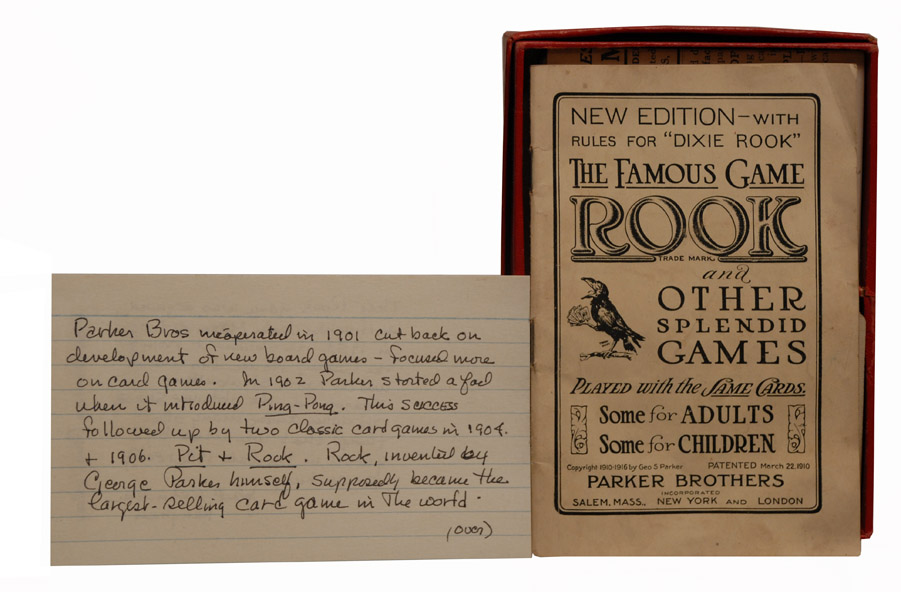 Parker Bros incorporated in 1901 cut back on
development of new board games – focused more
on card games. In 1902 Parker started a fad
when it introduced Ping-Pong. This success
followed up by two classic card games in 1904
+ 1906. Pit + Rook. Rook, invented by
George Parker himself, supposedly became the
largest-selling card game in the world.
(over)
NEW EDITION–WITH
RULES FOR "DIXIE ROOK"
THE FAMOUS GAME
ROOK
TRADE MARK
and
OTHER
SPLENDID
GAMES
PLAYED with the SAME CARDS.
Some for ADULTS
Some for CHILDREN
Copyright 1910-1916 by Geo S Parker PATENTED March 22, 1910
PARKER BROTHERS
INCORPORATED
SALEM, MASS., NEW YORK AND LONDON